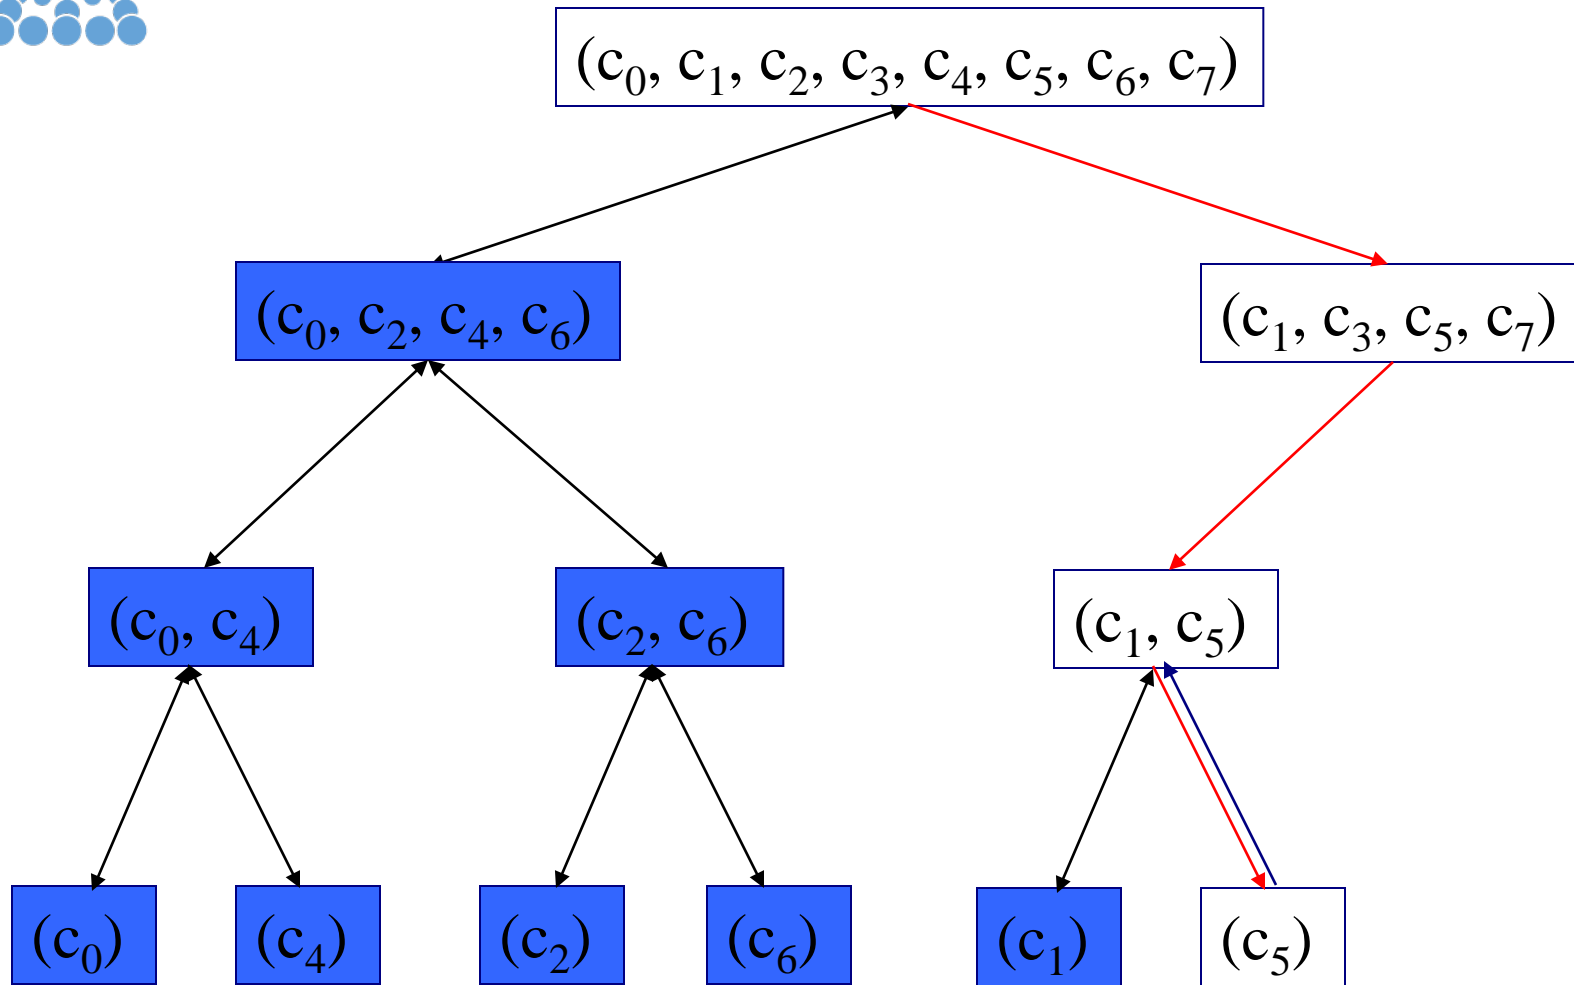 (c₀, c₁, c₂, c₃, c₄, c₅, c₆, c₇)
(c₀, c₂, c₄, c₆)
(c₁, c₃, c₅, c₇)
(c₀, c₄)
(c₂, c₆)
(c₁, c₅)
(c₀)
(c₄)
(c₂)
(c₆)
(c₁)
(c₅)